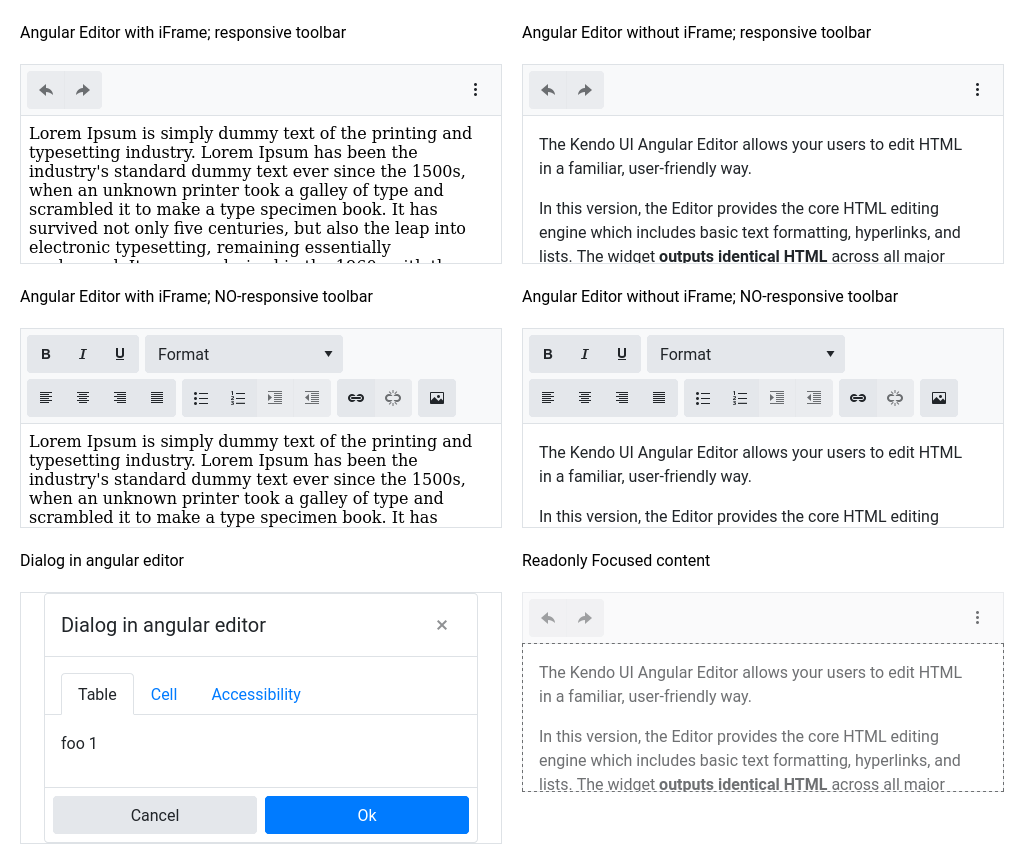 Angular Editor with iFrame; responsive toolbar
Lorem Ipsum is simply dummy text of the printing and
typesetting industry. Lorem Ipsum has been the
industry's standard dummy text ever since the 1500s,
when an unknown printer took a galley of type and
scrambled it to make a type specimen book. It has
survived not only five centuries, but also the leap into
electronic typesetting, remaining essentially
Angular Editor without iFrame; responsive toolbar
The Kendo UI Angular Editor allows your users to edit HTML
in a familiar, user-friendly way.
In this version, the Editor provides the core HTML editing
engine which includes basic text formatting, hyperlinks, and
lists. The widget outputs identical HTML across all major
Angular Editor with iFrame; NO-responsive toolbar
B I U Format
Lorem Ipsum is simply dummy text of the printing and
typesetting industry. Lorem Ipsum has been the
industry's standard dummy text ever since the 1500s,
when an unknown printer took a galley of type and
scrambled it to make a type specimen book. It has
Angular Editor without iFrame; NO-responsive toolbar
B I U Format
The Kendo UI Angular Editor allows your users to edit HTML
in a familiar, user-friendly way.
In this version, the Editor provides the core HTML editing
Dialog in angular editor
Dialog in angular editor ×
Table Cell Accessibility
foo 1
Cancel Ok
Readonly Focused content
The Kendo UI Angular Editor allows your users to edit HTML
in a familiar, user-friendly way.
In this version, the Editor provides the core HTML editing
engine which includes basic text formatting, hyperlinks, and
lists. The widget outputs identical HTML across all major